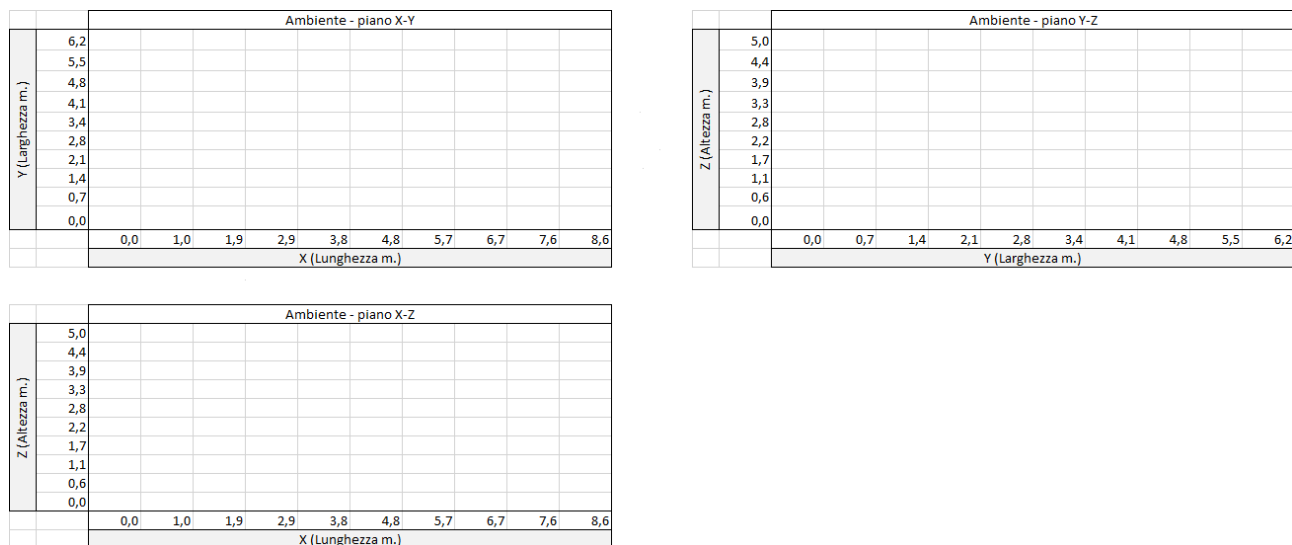 Ambiente - piano X-Y
Y (Larghezza m.)
6,2
5,5
4,8
4,1
3,4
2,8
2,1
1,4
0,7
0,0
0,0 1,0 1,9 2,9 3,8 4,8 5,7 6,7 7,6 8,6
X (Lunghezza m.)
Ambiente - piano Y-Z
Z (Altezza m.)
5,0
4,4
3,9
3,3
2,8
2,2
1,7
1,1
0,6
0,0
0,0 0,7 1,4 2,1 2,8 3,4 4,1 4,8 5,5 6,2
Y (Larghezza m.)
Ambiente - piano X-Z
Z (Altezza m.)
5,0
4,4
3,9
3,3
2,8
2,2
1,7
1,1
0,6
0,0
0,0 1,0 1,9 2,9 3,8 4,8 5,7 6,7 7,6 8,6
X (Lunghezza m.)